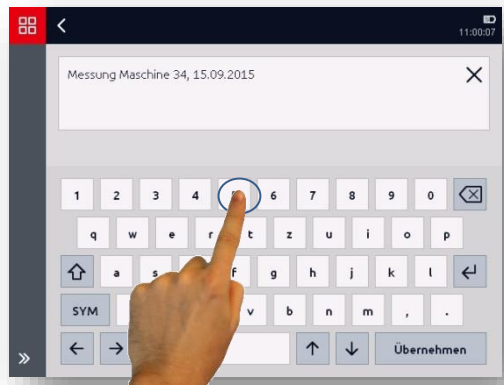 11:00:07
Messung Maschine 34, 15.09.2015
1 2 3 4 6 7 8 9 0
q w e r t z u i o p
a s f g h j k l
SYM v b n m , .
Übernehmen